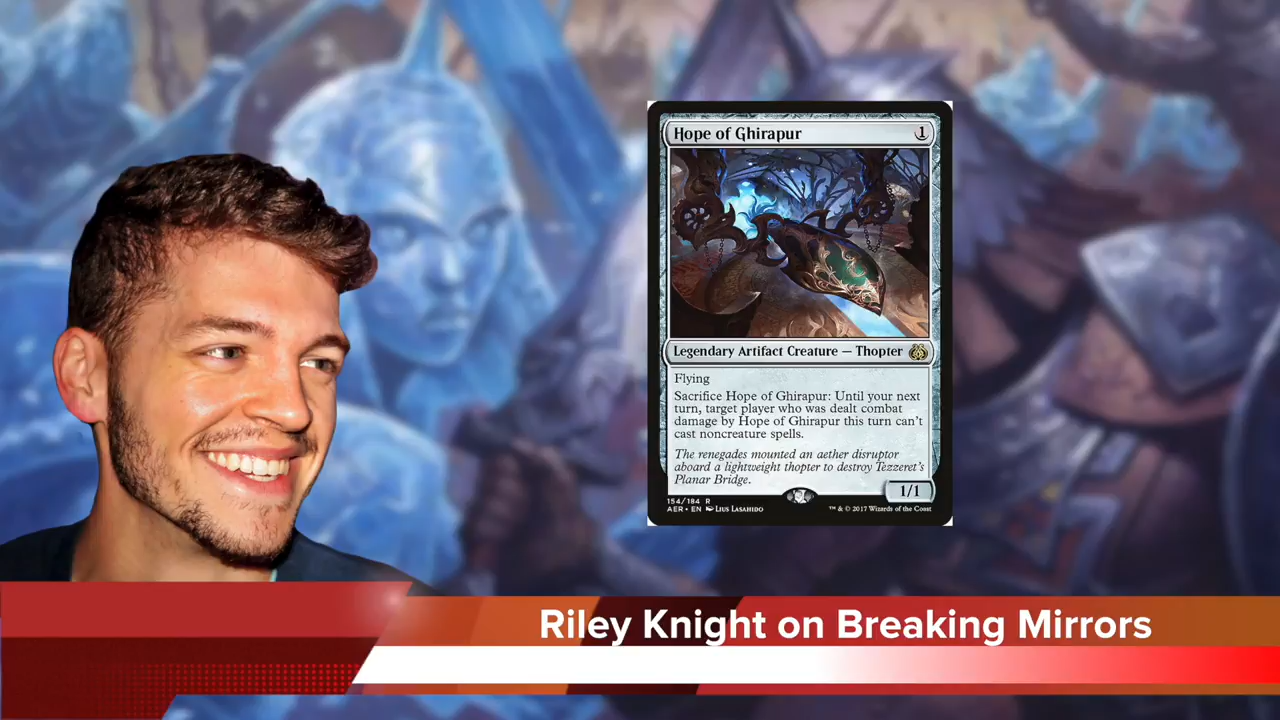 Hope of Ghirapur 1
Legendary Artifact Creature — Thopter
Flying
Sacrifice Hope of Ghirapur: Until your next
turn, target player who was dealt combat
damage by Hope of Ghirapur this turn can't
cast noncreature spells.
The renegades mounted an aether disruptor
aboard a lightweight thopter to destroy Tezzeret's
Planar Bridge.
1/1
154/184 R
AER • EN Lius Lasahido
™ & © 2017 Wizards of the Coast
Riley Knight on Breaking Mirrors